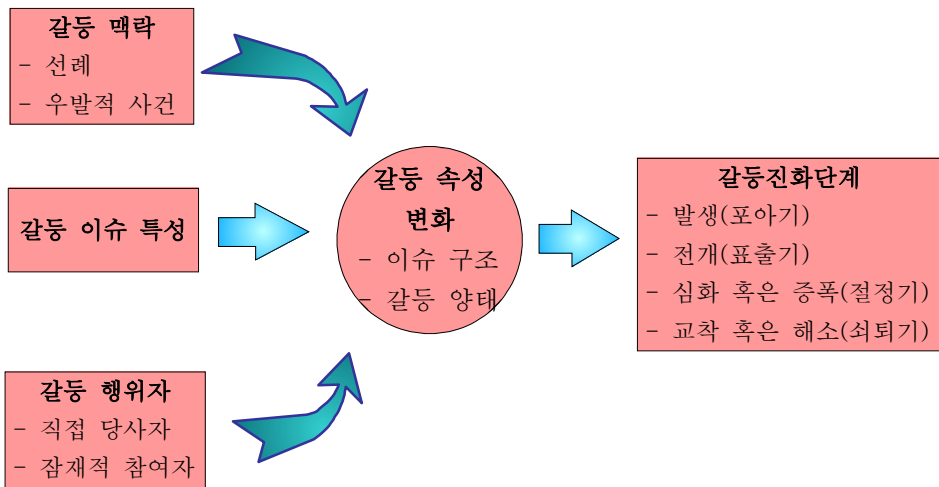 갈등 맥락
- 선례
- 우발적 사건
갈등 이슈 특성
갈등 행위자
- 직접 당사자
- 잠재적 참여자
갈등 속성
변화
- 이슈 구조
- 갈등 양태
갈등진화단계
- 발생(포아기)
- 전개(표출기)
- 심화 혹은 증폭(절정기)
- 교착 혹은 해소(쇠퇴기)